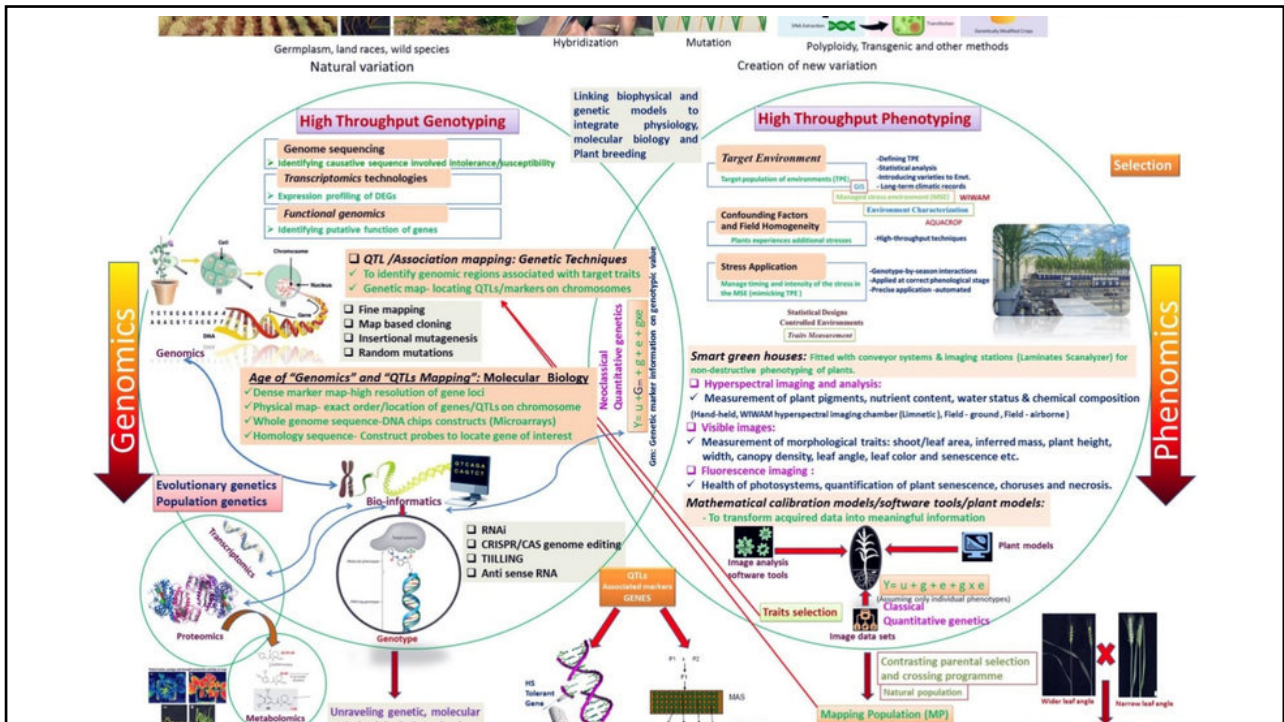 DNA Extraction
Transfection
Genetically Modified Crops
Germplasm, land races, wild species
Hybridization
Mutation
Polyploidy, Transgenic and other methods
Natural variation
Creation of new variation
Linking biophysical and
genetic models to
integrate physiology,
molecular biology and
Plant breeding
High Throughput Genotyping
Genome sequencing
Identifying causative sequence involved intolerance/susceptibility
Transcriptomics technologies
Expression profiling of DEGs
Functional genomics
Identifying putative function of genes
Cell
Chromosome
Nucleus
Gene
DNA
Genomics
QTL /Association mapping: Genetic Techniques
To identify genomic regions associated with target traits
Genetic map- locating QTLs/markers on chromosomes
Fine mapping
Map based cloning
Insertional mutagenesis
Random mutations
Age of "Genomics" and "QTLs Mapping": Molecular Biology
Dense marker map-high resolution of gene loci
Physical map- exact order/location of genes/QTLs on chromosome
Whole genome sequence-DNA chips constructs (Microarrays)
Homology sequence- Construct probes to locate gene of interest
Neoclassical
Quantitative genetics
Y= u +Gm + g + e + gxe
Gm: Genetic marker information on genotypic value
Genomics
Evolutionary genetics
Population genetics
GTCAGA
CAGTCT
Bio-informatics
Transcriptomics
Proteomics
Metabolomics
Genotype
RNAi
CRISPR/CAS genome editing
TIILLING
Anti sense RNA
Unraveling genetic, molecular
QTLs
Associated markers
GENES
HS
Tolerant
Gene
P1 x P2
F1
MAS
High Throughput Phenotyping
Selection
Target Environment
Target population of environments (TPE)
-Defining TPE
-Statistical analysis
-Introducing varieties to Envt.
- Long-term climatic records
GIS
Managed stress environment (MSE)
WIWAM
Environment Characterization
AQUACROP
Confounding Factors
and Field Homogeneity
Plants experiences additional stresses
-High-throughput techniques
Stress Application
Manage timing and intensity of the stress in
the MSE (mimicking TPE )
-Genotype-by-season interactions
-Applied at correct phenological stage
-Precise application -automated
Statistical Designs
Controlled Environments
Traits Measurement
Phenomics
Smart green houses: Fitted with conveyor systems & imaging stations (Laminates Scanalyzer) for
non-destructive phenotyping of plants.
Hyperspectral imaging and analysis:
Measurement of plant pigments, nutrient content, water status & chemical composition
(Hand-held, WIWAM hyperspectral imaging chamber (Limnetic), Field - ground , Field - airborne )
Visible images:
Measurement of morphological traits: shoot/leaf area, inferred mass, plant height,
width, canopy density, leaf angle, leaf color and senescence etc.
Fluorescence imaging :
Health of photosystems, quantification of plant senescence, choruses and necrosis.
Mathematical calibration models/software tools/plant models:
- To transform acquired data into meaningful information
Image analysis
software tools
Plant models
Y= u + g + e + g x e
(Assuming only individual phenotypes)
Traits selection
Classical
Quantitative genetics
Image data sets
Contrasting parental selection
and crossing programme
Natural population
Mapping Population (MP)
Wider leaf angle
Narrow leaf angle